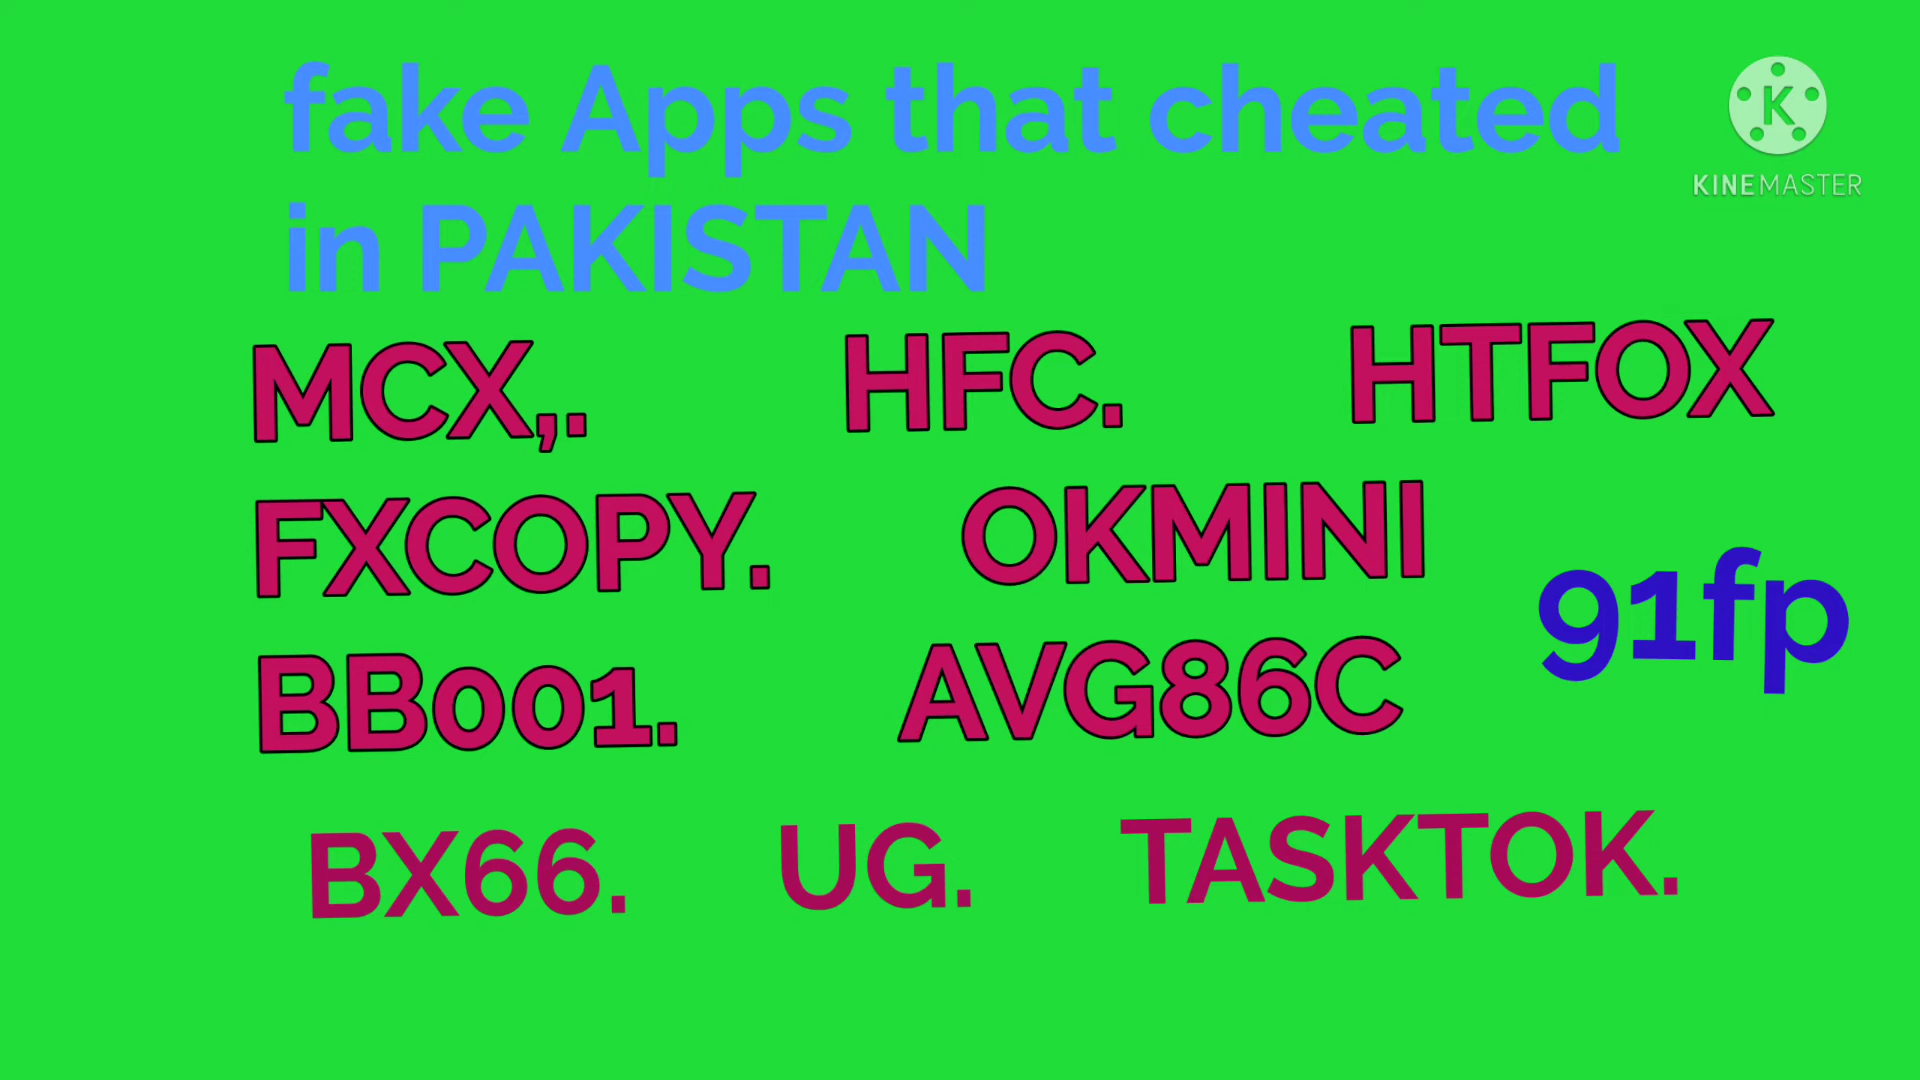 fake Apps that cheated
in PAKISTAN
K
KINEMASTER
MCX,. HFC. HTFOX
FXCOPY. OKMINI
91fp
BB001. AVG86C
BX66. UG. TASKTOK.